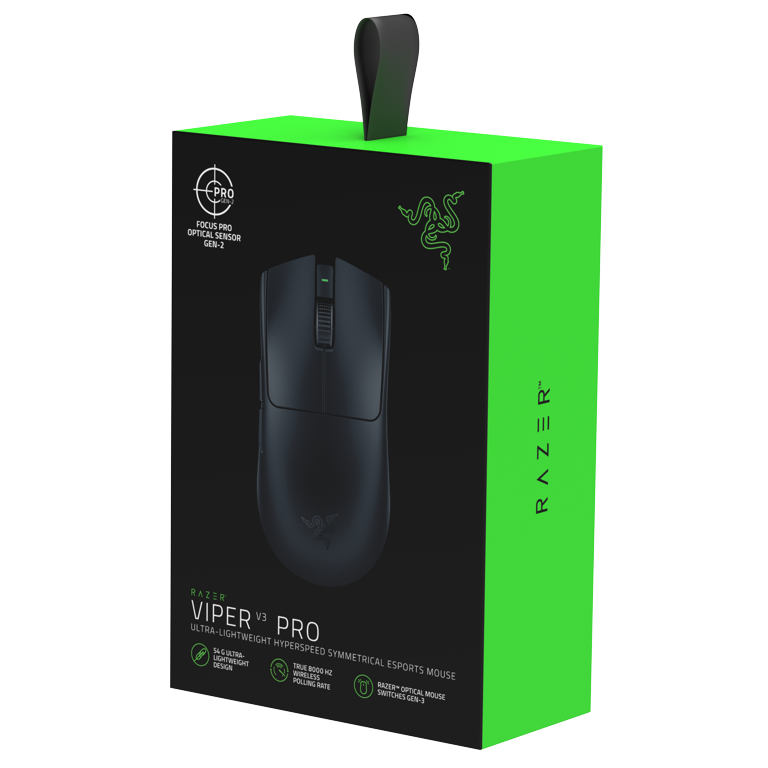 PRO
GEN-2
FOCUS PRO
OPTICAL SENSOR
GEN-2
RAZER
VIPER V3 PRO
ULTRA-LIGHTWEIGHT HYPERSPEED SYMMETRICAL ESPORTS MOUSE
54 G ULTRA-
LIGHTWEIGHT
DESIGN
TRUE 8000 HZ
WIRELESS
POLLING RATE
RAZER™ OPTICAL MOUSE
SWITCHES GEN-3
RAZER™